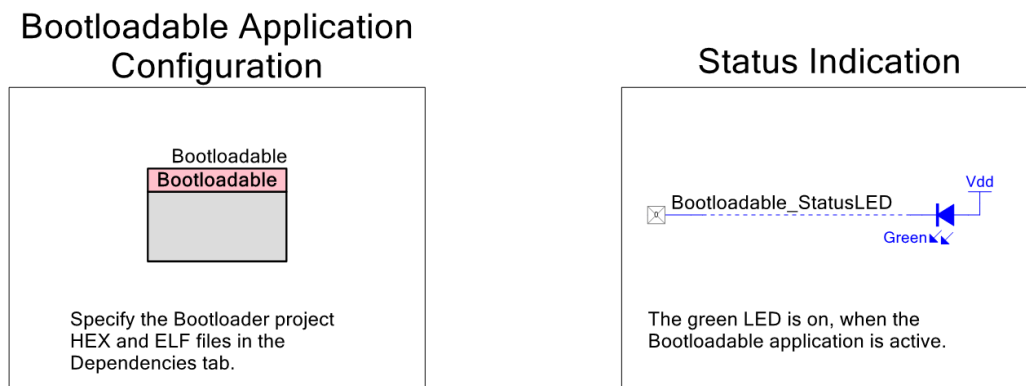 Bootloadable Application
Configuration
Bootloadable
Bootloadable
Specify the Bootloader project
HEX and ELF files in the
Dependencies tab.
Status Indication
Vdd
Bootloadable_StatusLED
0
Green
The green LED is on, when the
Bootloadable application is active.